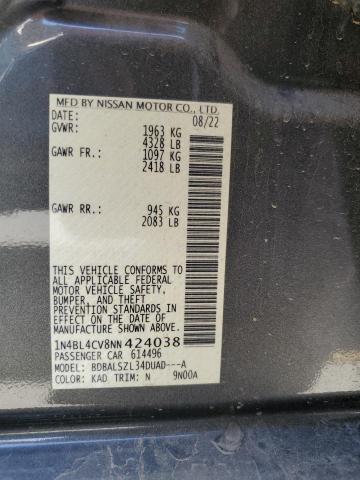 MFD BY NISSAN MOTOR CO., LTD.
DATE: 08/22
GVWR: 1963 KG
4328 LB
GAWR FR: 1097 KG
2418 LB
GAWR RR: 945 KG
2083 LB
THIS VEHICLE CONFORMS TO
ALL APPLICABLE FEDERAL
MOTOR VEHICLE SAFETY,
BUMPER, AND THEFT
PREVENTION STANDARDS IN
EFFECT ON THE DATE OF
MANUFACTURE SHOWN ABOVE.
1N4BL4CV8NN 424038
PASSENGER CAR 614496
MODEL: BDBALSZL34DUAD---A
COLOR: KAD TRIM: N 9N00A